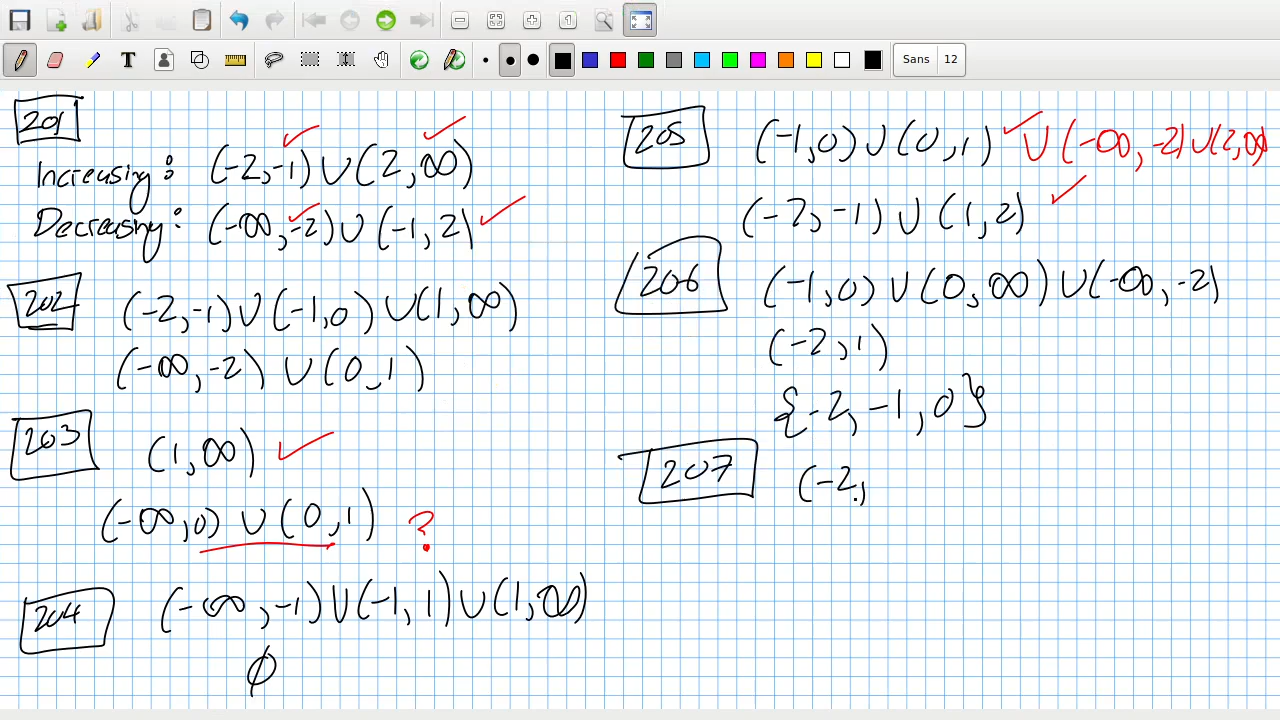 Sans 12
201
Increasing: (-2,-1) ∪ (2,∞)
Decreasing: (-∞,-2) ∪ (-1,2)
202
(-2,-1) ∪ (-1,0) ∪ (1,∞)
(-∞,-2) ∪ (0,1)
203
(1,∞)
(-∞,0) ∪ (0,1) ?
204
(-∞,-1) ∪ (-1,1) ∪ (1,∞)
∅
205
(-1,0) ∪ (0,1) ∪ (-∞,-2) ∪ (2,∞)
(-2,-1) ∪ (1,2)
206
(-1,0) ∪ (0,∞) ∪ (-∞,-2)
(-2,1)
{-2,-1,0}
207
(-2,